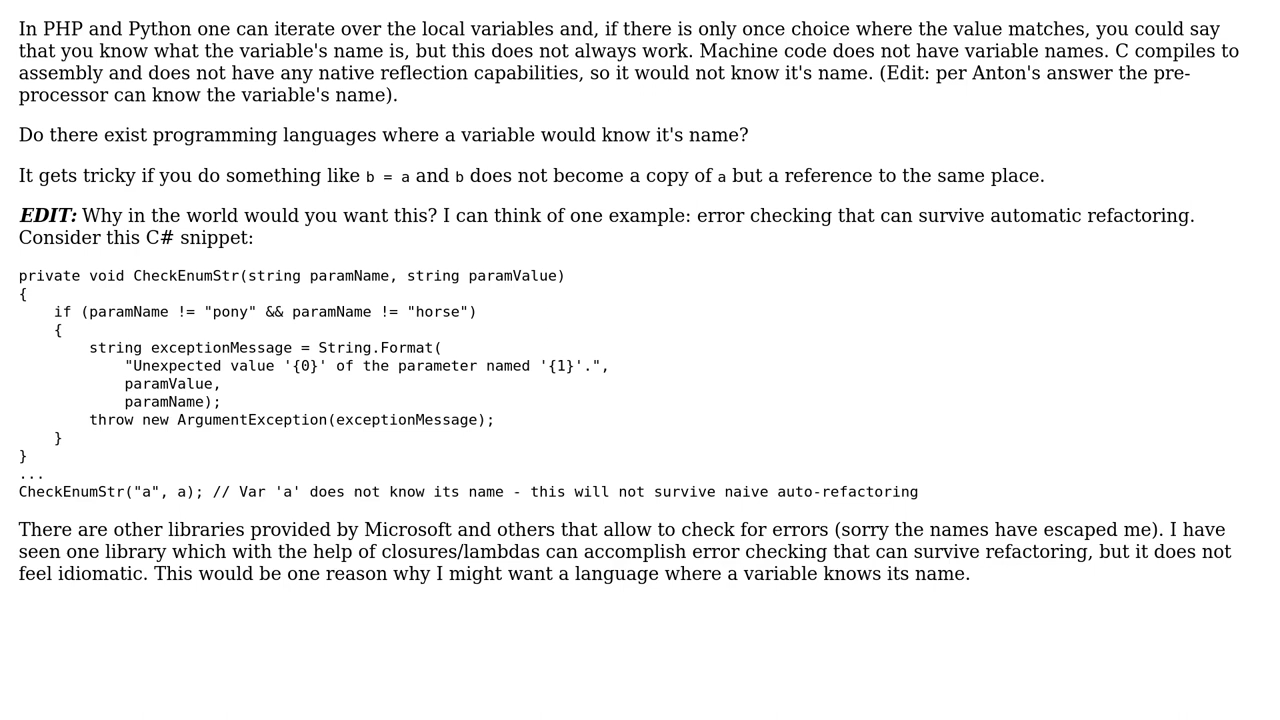 In PHP and Python one can iterate over the local variables and, if there is only once choice where the value matches, you could say
that you know what the variable's name is, but this does not always work. Machine code does not have variable names. C compiles to
assembly and does not have any native reflection capabilities, so it would not know it's name. (Edit: per Anton's answer the pre-
processor can know the variable's name).
Do there exist programming languages where a variable would know it's name?
It gets tricky if you do something like b = a and b does not become a copy of a but a reference to the same place.
EDIT: Why in the world would you want this? I can think of one example: error checking that can survive automatic refactoring.
Consider this C# snippet:
private void CheckEnumStr(string paramName, string paramValue)
{
    if (paramName != "pony" && paramName != "horse")
    {
        string exceptionMessage = String.Format(
            "Unexpected value '{0}' of the parameter named '{1}'.",
            paramValue,
            paramName);
        throw new ArgumentException(exceptionMessage);
    }
}
...
CheckEnumStr("a", a); // Var 'a' does not know its name - this will not survive naive auto-refactoring
There are other libraries provided by Microsoft and others that allow to check for errors (sorry the names have escaped me). I have
seen one library which with the help of closures/lambdas can accomplish error checking that can survive refactoring, but it does not
feel idiomatic. This would be one reason why I might want a language where a variable knows its name.